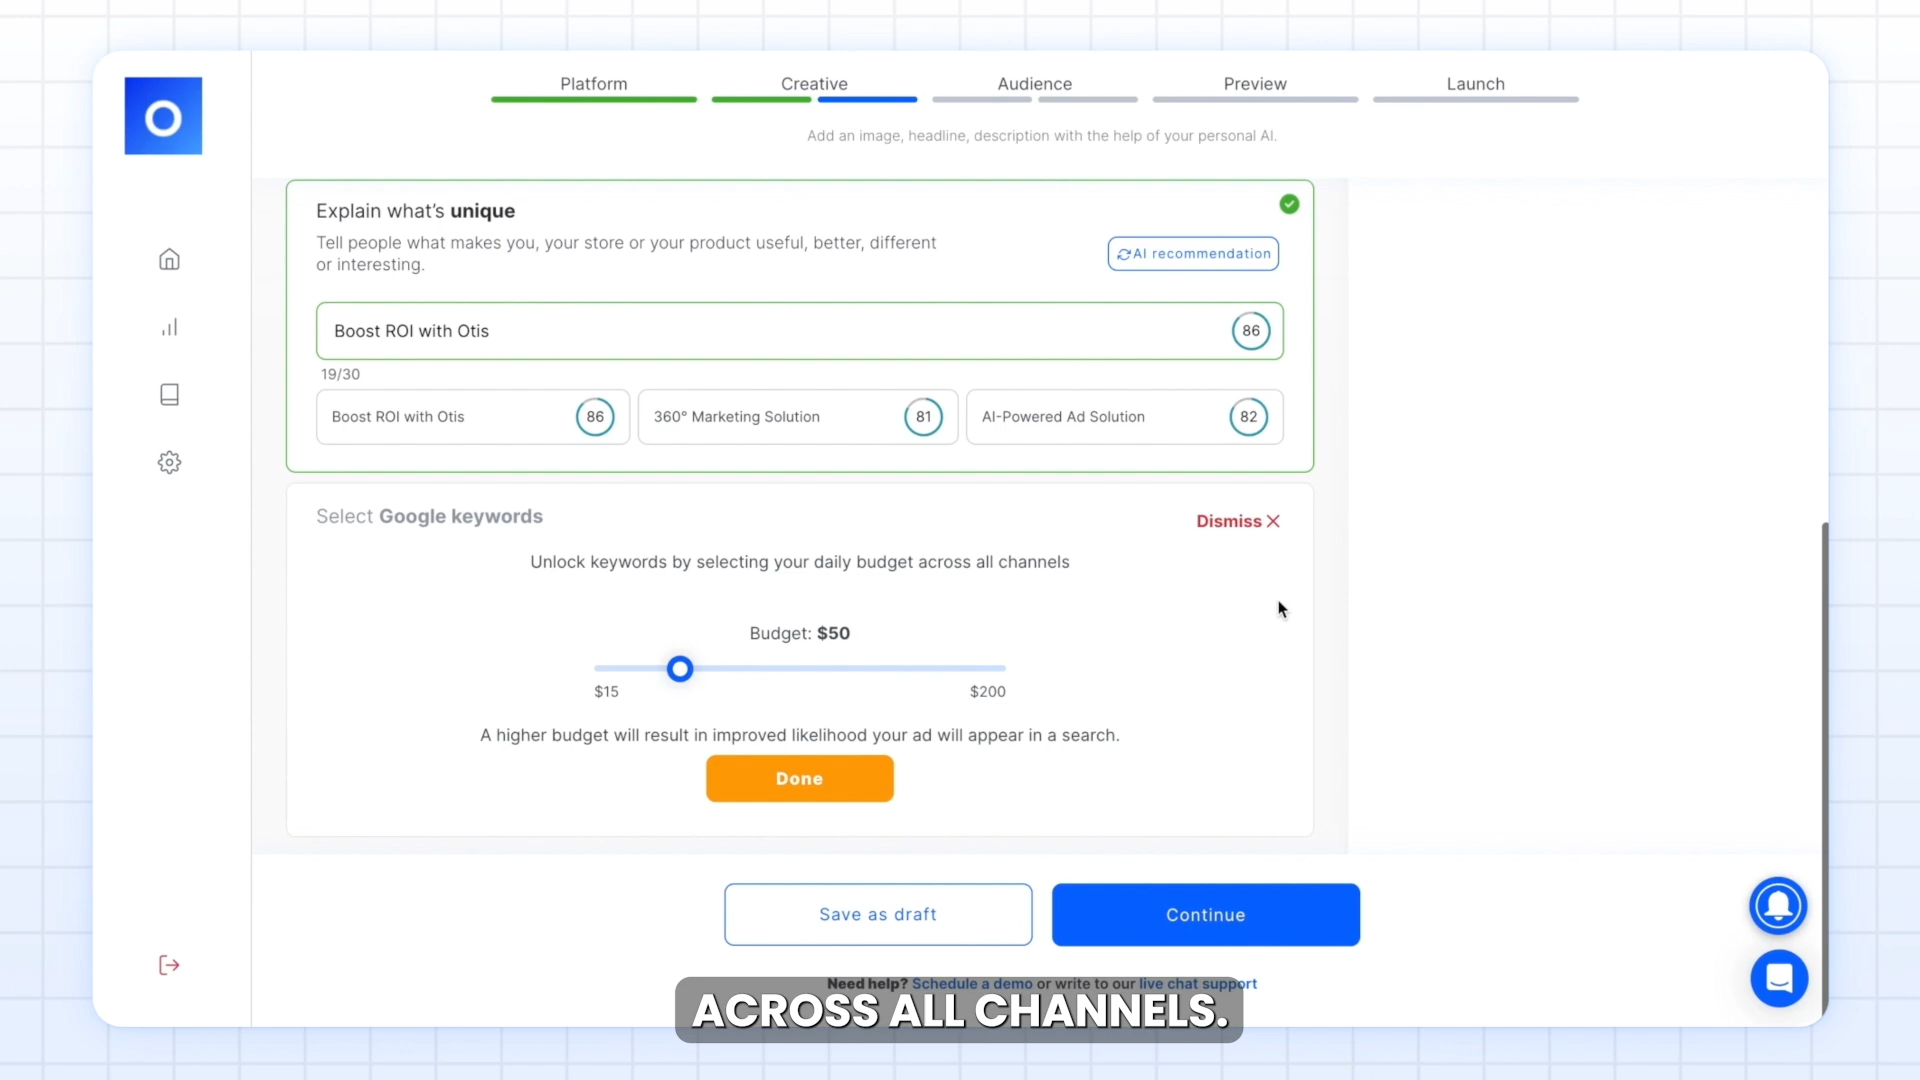 Platform
Creative
Audience
Preview
Launch
Add an image, headline, description with the help of your personal AI.
Explain what's unique
Tell people what makes you, your store or your product useful, better, different
or interesting.
AI recommendation
Boost ROI with Otis
86
19/30
Boost ROI with Otis
86
360° Marketing Solution
81
AI-Powered Ad Solution
82
Select Google keywords
Dismiss
Unlock keywords by selecting your daily budget across all channels
Budget: $50
$15
$200
A higher budget will result in improved likelihood your ad will appear in a search.
Done
Save as draft
Continue
Need help? Schedule a demo or write to our live chat support
ACROSS ALL CHANNELS.